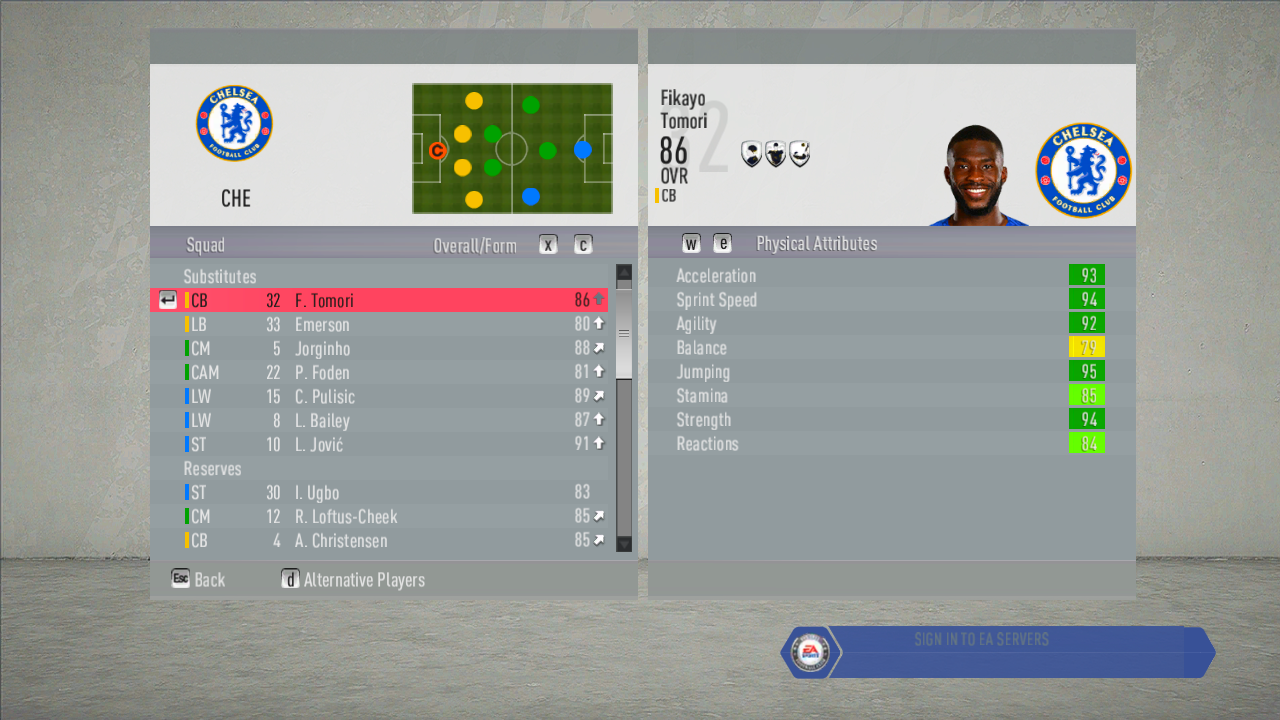 CHELSEA
FOOTBALL CLUB
CHE
C
Squad Overall/Form X C
Substitutes
CB 32 F. Tomori 86
LB 33 Emerson 80
CM 5 Jorginho 88
CAM 22 P. Foden 81
LW 15 C. Pulisic 89
LW 8 L. Bailey 87
ST 10 L. Jović 91
Reserves
ST 30 I. Ugbo 83
CM 12 R. Loftus-Cheek 85
CB 4 A. Christensen 85
Esc Back d Alternative Players
Fikayo
Tomori
32
86
OVR
CB
CHELSEA
FOOTBALL CLUB
w e Physical Attributes
Acceleration 93
Sprint Speed 94
Agility 92
Balance 79
Jumping 95
Stamina 85
Strength 94
Reactions 84
EA
SPORTS
SIGN IN TO EA SERVERS